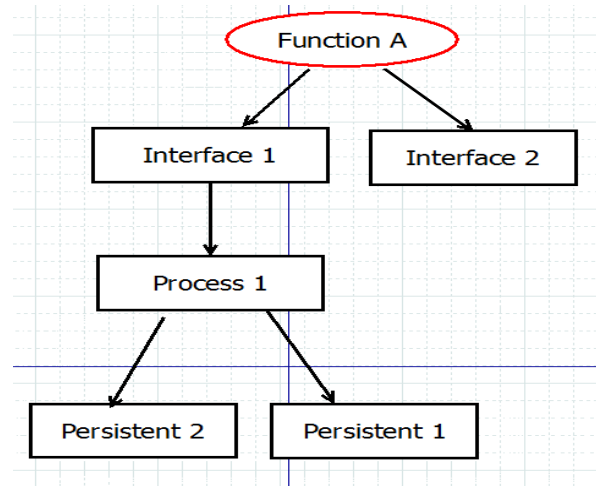 Function A
Interface 1
Interface 2
Process 1
Persistent 2
Persistent 1